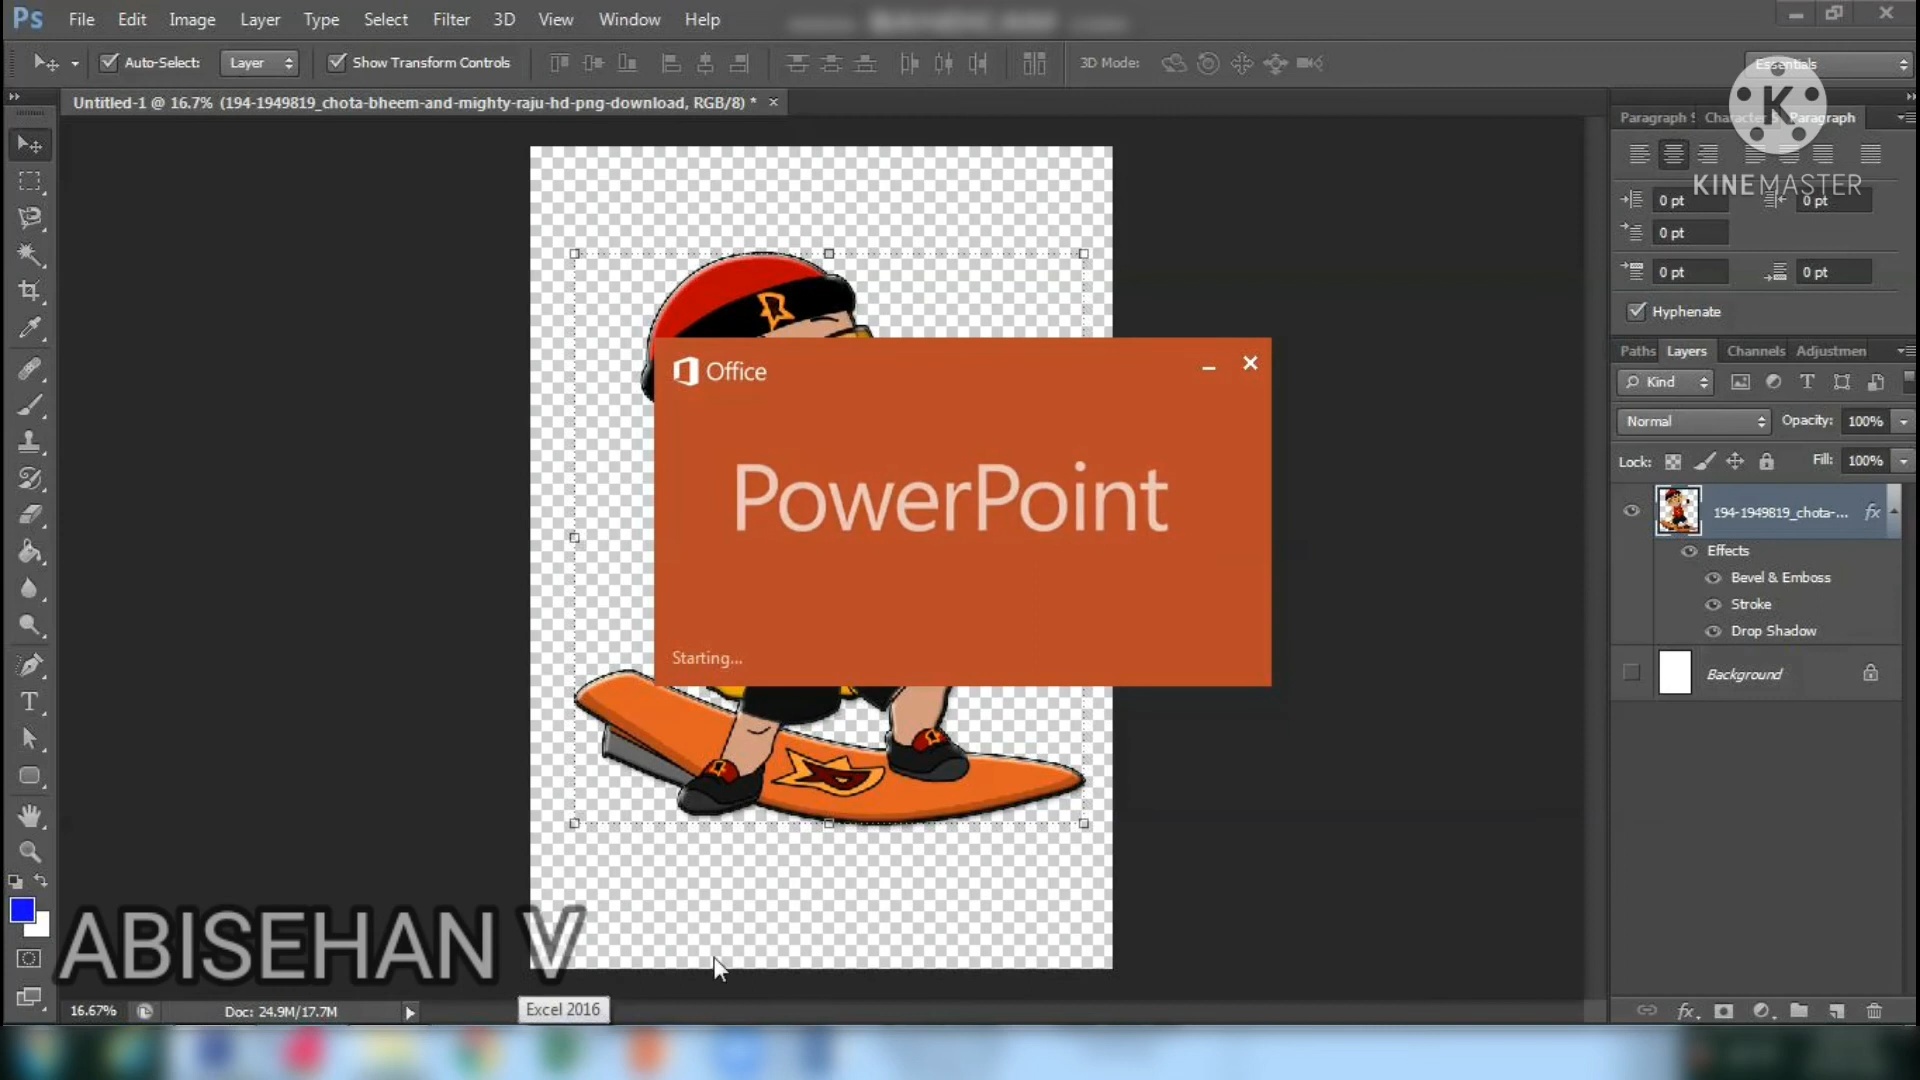 Ps File Edit Image Layer Type Select Filter 3D View Window Help
Auto-Select: Layer Show Transform Controls 3D Mode: Essentials
Untitled-1 @ 16.7% (194-1949819_chota-bheem-and-mighty-raju-hd-png-download, RGB/8) * ×
Paragraph S Character S Paragraph
K
KINEMASTER
0 pt 0 pt
0 pt
0 pt 0 pt
Hyphenate
Paths Layers Channels Adjustmen
Kind
Normal Opacity: 100%
Lock: Fill: 100%
194-1949819_chota-... fx
Effects
Bevel & Emboss
Stroke
Drop Shadow
Background
Office
PowerPoint
Starting...
ABISEHAN V
16.67% Doc: 24.9M/17.7M
Excel 2016